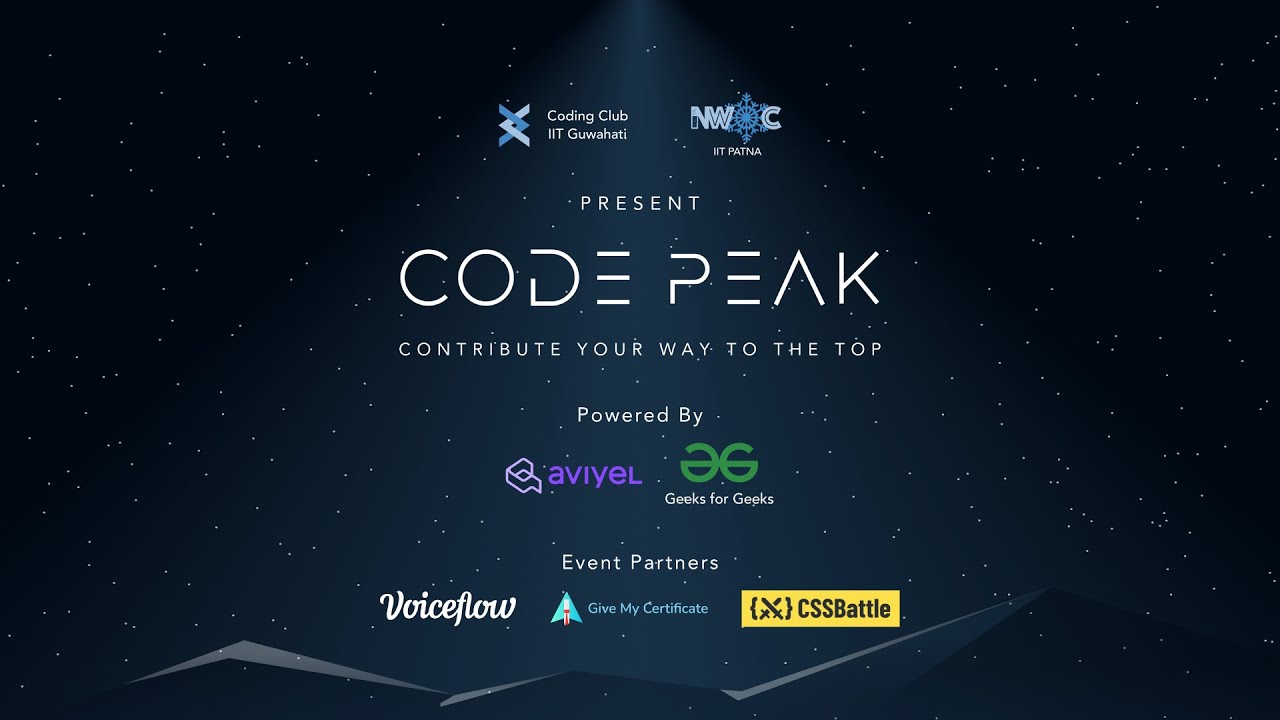 Coding Club
IIT Guwahati
NWOC
IIT PATNA
PRESENT
CODE PEAK
CONTRIBUTE YOUR WAY TO THE TOP
Powered By
aviyel
Geeks for Geeks
Event Partners
Voiceflow
Give My Certificate
{X} CSSBattle